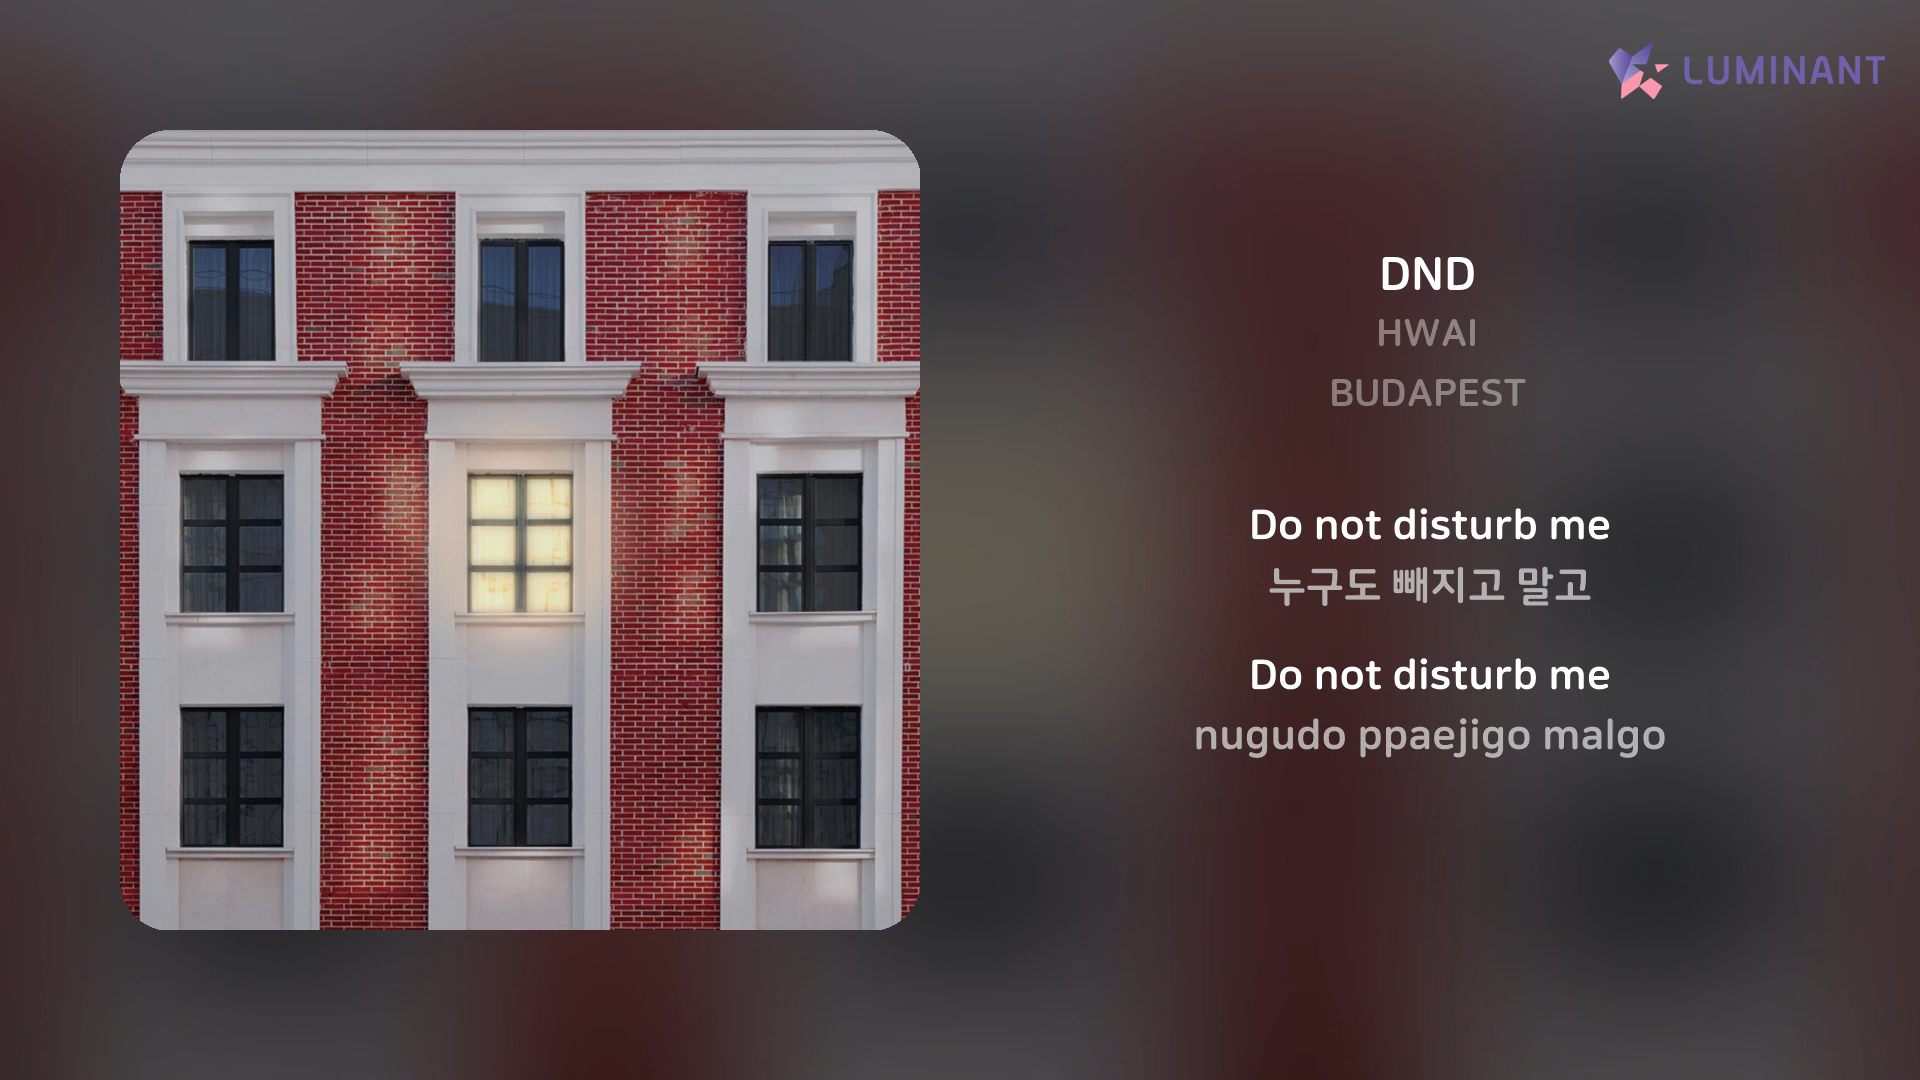 LUMINANT
DND
HWAI
BUDAPEST
Do not disturb me
누구도 빼지고 말고
Do not disturb me
nugudo ppaejigo malgo